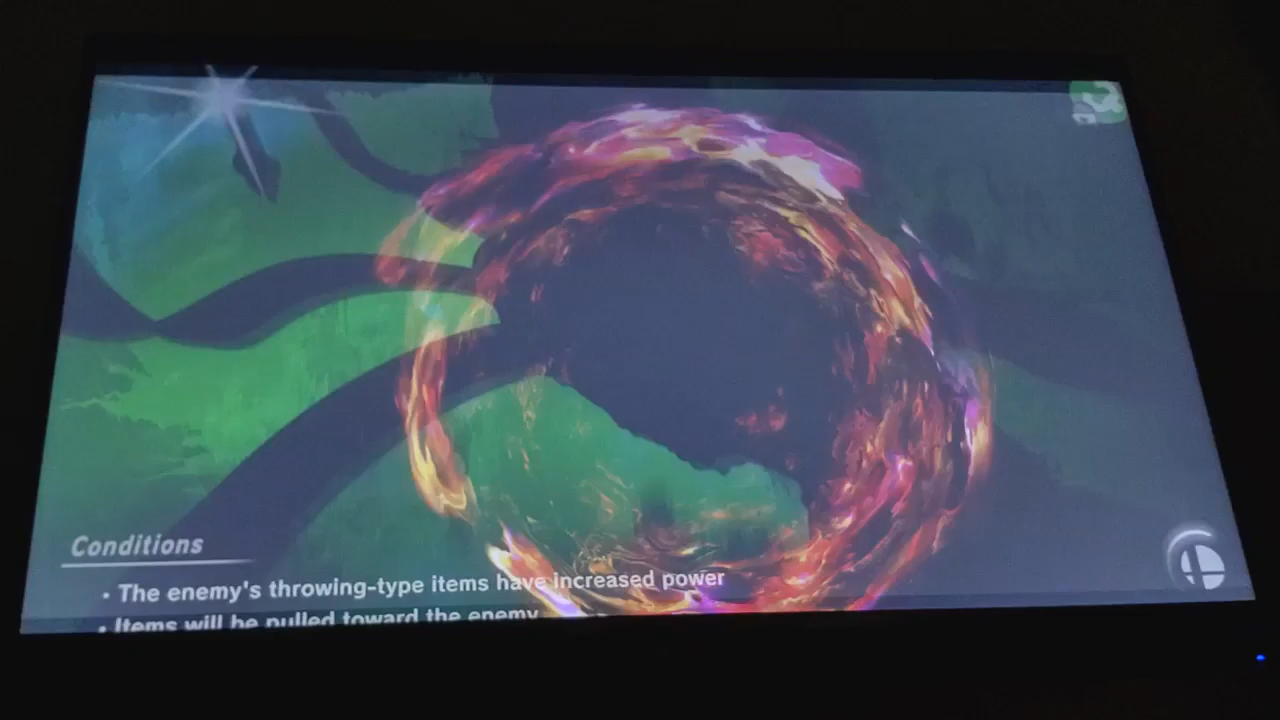 Conditions
• The enemy's throwing-type items have increased power
• Items will be pulled toward the enemy